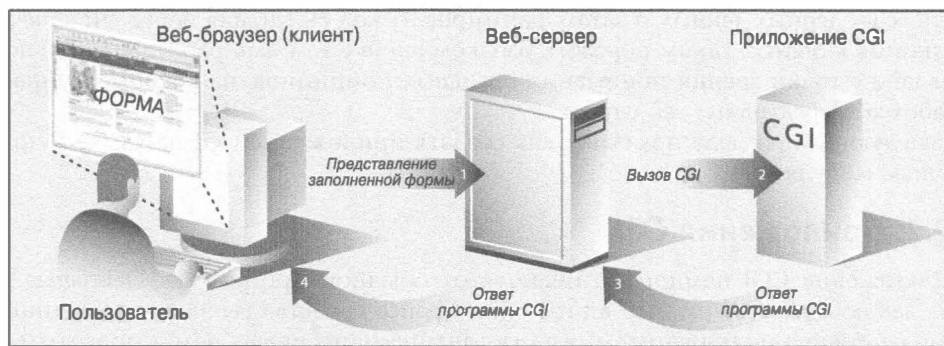 Веб-браузер (клиент)
Веб-сервер
Приложение CGI
ФОРМА
CGI
Представление
заполненной формы
1
Вызов CGI
2
4
Ответ
программы CGI
3
Ответ
программы CGI
Пользователь